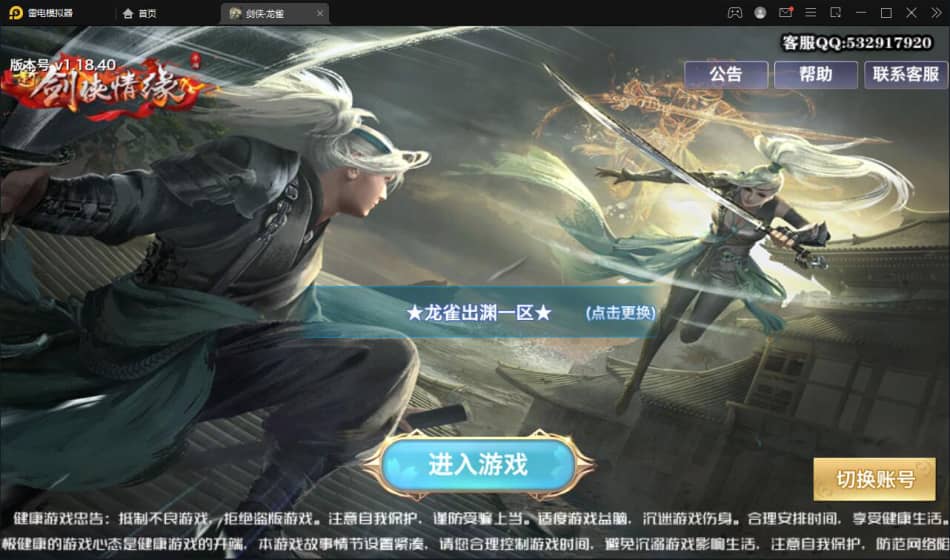 雷电模拟器
首页
剑侠-龙雀
客服QQ:532917920
版本号 v1.18.40
新剑侠情缘
公告
帮助
联系客服
★龙雀出渊一区★
(点击更换)
进入游戏
切换账号
健康游戏忠告：抵制不良游戏，拒绝盗版游戏。注意自我保护，谨防受骗上当。适度游戏益脑，沉迷游戏伤身。合理安排时间，享受健康生活。
极健康的游戏心态是健康游戏的开端，本游戏故事情节设置紧凑，请您合理控制游戏时间，避免沉溺游戏影响生活，注意自我保护，防范网络陷